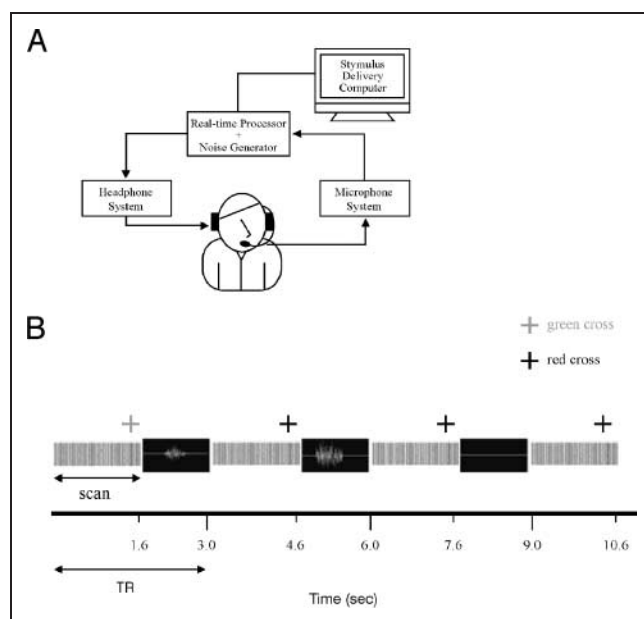 A
Stymulus
Delivery
Computer
Real-time Processor
+
Noise Generator
Headphone
System
Microphone
System
B
green cross
red cross
scan
1.6 3.0 4.6 6.0 7.6 9.0 10.6
TR
Time (sec)